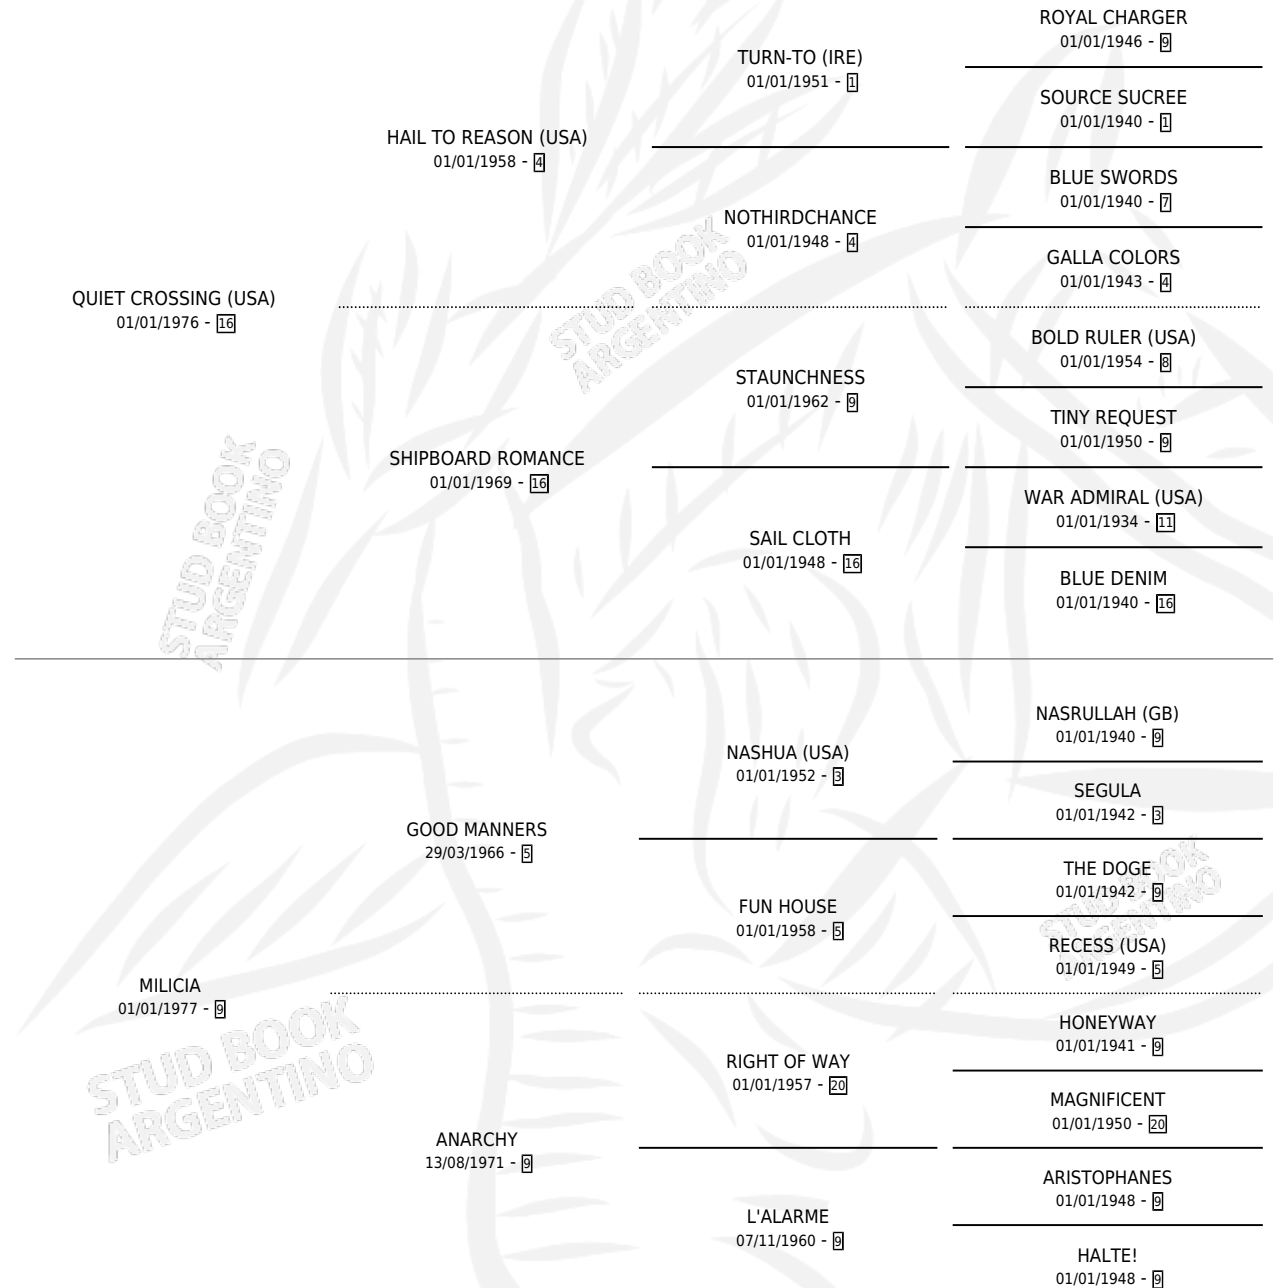 ROYAL CHARGER
01/01/1946 - 9
TURN-TO (IRE)
01/01/1951 - 1
SOURCE SUCREE
01/01/1940 - 1
HAIL TO REASON (USA)
01/01/1958 - 4
BLUE SWORDS
01/01/1940 - 7
NOTHIRDCHANCE
01/01/1948 - 4
GALLA COLORS
01/01/1943 - 4
QUIET CROSSING (USA)
01/01/1976 - 16
BOLD RULER (USA)
01/01/1954 - 8
STAUNCHNESS
01/01/1962 - 9
TINY REQUEST
01/01/1950 - 9
SHIPBOARD ROMANCE
01/01/1969 - 16
WAR ADMIRAL (USA)
01/01/1934 - 11
SAIL CLOTH
01/01/1948 - 16
BLUE DENIM
01/01/1940 - 16
NASRULLAH (GB)
01/01/1940 - 9
NASHUA (USA)
01/01/1952 - 3
SEGULA
01/01/1942 - 3
GOOD MANNERS
29/03/1966 - 5
THE DOGE
01/01/1942 - 9
FUN HOUSE
01/01/1958 - 5
RECESS (USA)
01/01/1949 - 5
MILICIA
01/01/1977 - 9
HONEYWAY
01/01/1941 - 9
RIGHT OF WAY
01/01/1957 - 20
MAGNIFICENT
01/01/1950 - 20
ANARCHY
13/08/1971 - 9
ARISTOPHANES
01/01/1948 - 9
L'ALARME
07/11/1960 - 9
HALTE!
01/01/1948 - 9
STUD BOOK
ARGENTINO
STUD BOOK
ARGENTINO
STUD BOOK
ARGENTINO
STUD BOOK
ARGENTINO